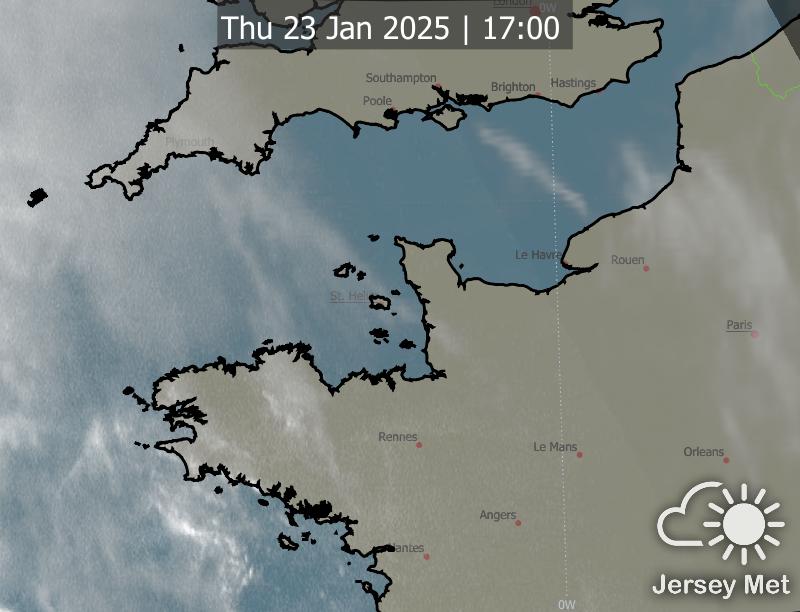 London
0W
Thu 23 Jan 2025 | 17:00
Southampton
Brighton
Hastings
Poole
Plymouth
Le Havre
Rouen
St. Helier
Paris
Rennes
Le Mans
Orleans
Angers
Nantes
Jersey Met
0W